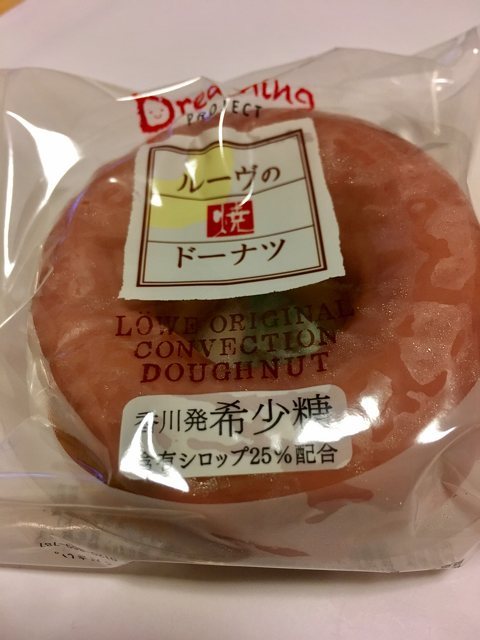 Dreaming
PROJECT
ルーヴの
焼
ドーナツ
LÖWE ORIGINAL
CONVECTION
DOUGHNUT
香川発希少糖
含有シロップ25%配合